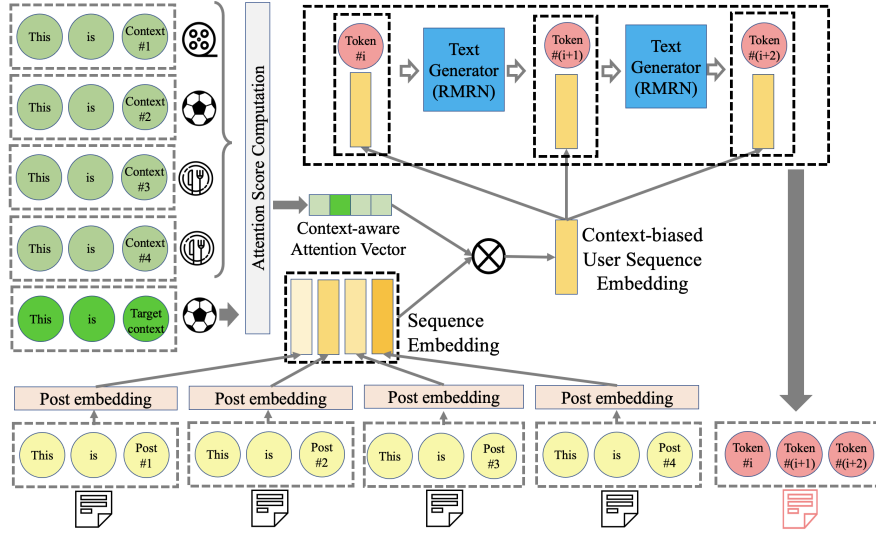 This is Context
#1
This is Context
#2
This is Context
#3
This is Context
#4
This is Target
context
Attention Score Computation
Token
#i
Text
Generator
(RMRN)
Token
#(i+1)
Text
Generator
(RMRN)
Token
#(i+2)
Context-aware
Attention Vector
Context-biased
User Sequence
Embedding
Sequence
Embedding
Post embedding
Post embedding
Post embedding
Post embedding
This is Post
#1
This is Post
#2
This is Post
#3
This is Post
#4
Token
#i
Token
#(i+1)
Token
#(i+2)